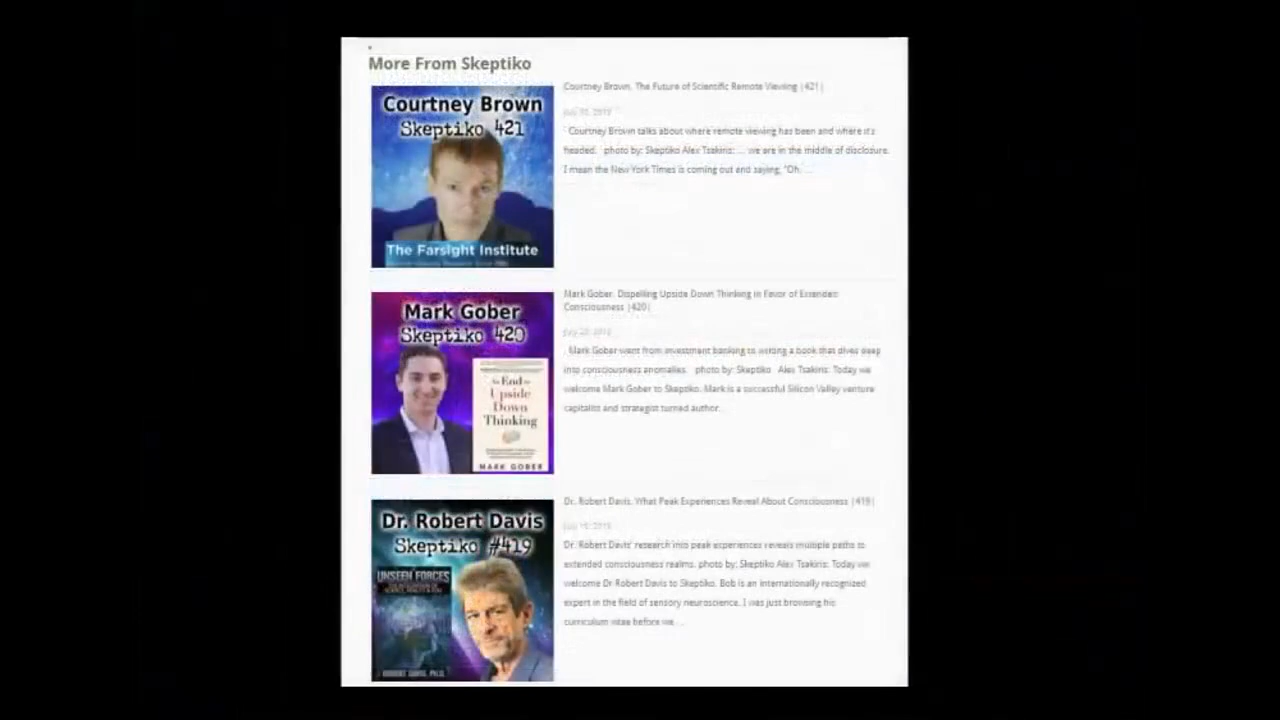 More From Skeptiko
Courtney Brown
Skeptiko 421
The Farsight Institute
Courtney Brown, The Future of Scientific Remote Viewing |421|
Courtney Brown talks about where remote viewing has been and where it's
headed. photo by: Skeptiko Alex Tsakiris: ... we are in the middle of disclosure.
I mean the New York Times is coming out and saying, "Oh, ...
Mark Gober
Skeptiko 420
An End to
Upside
Down
Thinking
MARK GOBER
Mark Gober, Dispelling Upside Down Thinking in Favor of Extended
Consciousness |420|
Mark Gober went from investment banking to writing a book that dives deep
into consciousness anomalies. photo by: Skeptiko Alex Tsakiris: Today we
welcome Mark Gober to Skeptiko. Mark is a successful Silicon Valley venture
capitalist and strategist turned author.
Dr. Robert Davis
Skeptiko #419
UNSEEN FORCES
Dr. Robert Davis, What Peak Experiences Reveal About Consciousness |419|
Dr. Robert Davis' research into peak experiences reveals multiple paths to
extended consciousness realms. photo by: Skeptiko Alex Tsakiris: Today we
welcome Dr Robert Davis to Skeptiko. Bob is an internationally recognized
expert in the field of sensory neuroscience. I was just browsing his
curriculum vitae before we ...